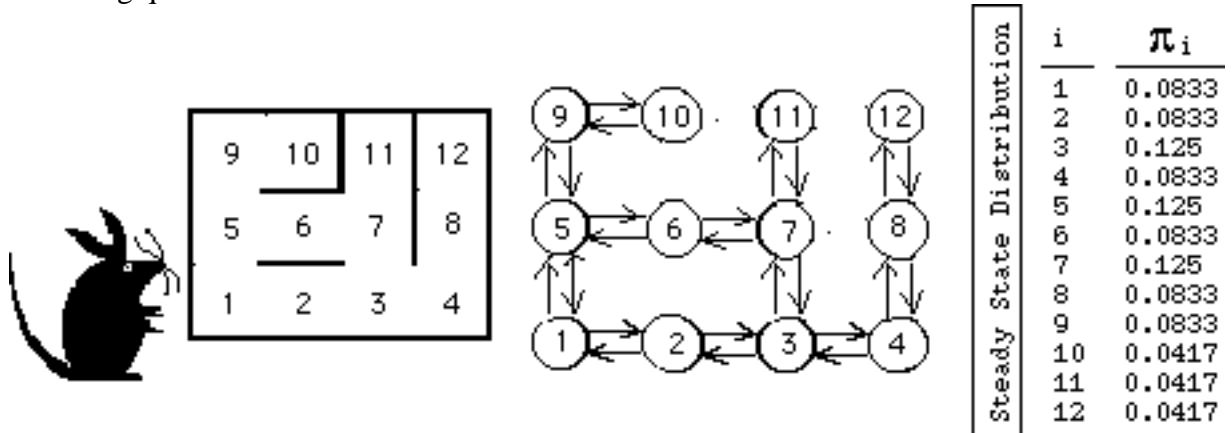 9 10 11 12
5 6 7 8
1 2 3 4
9 10 11 12
5 6 7 8
1 2 3 4
Steady State Distribution
i πi
1 0.0833
2 0.0833
3 0.125
4 0.0833
5 0.125
6 0.0833
7 0.125
8 0.0833
9 0.0833
10 0.0417
11 0.0417
12 0.0417